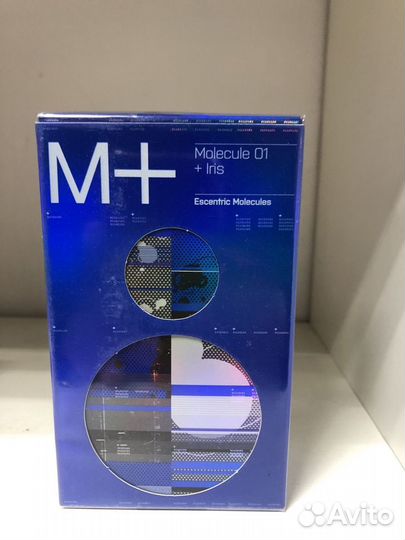 M+
Molecule 01
+ Iris
Escentric Molecules
Avito